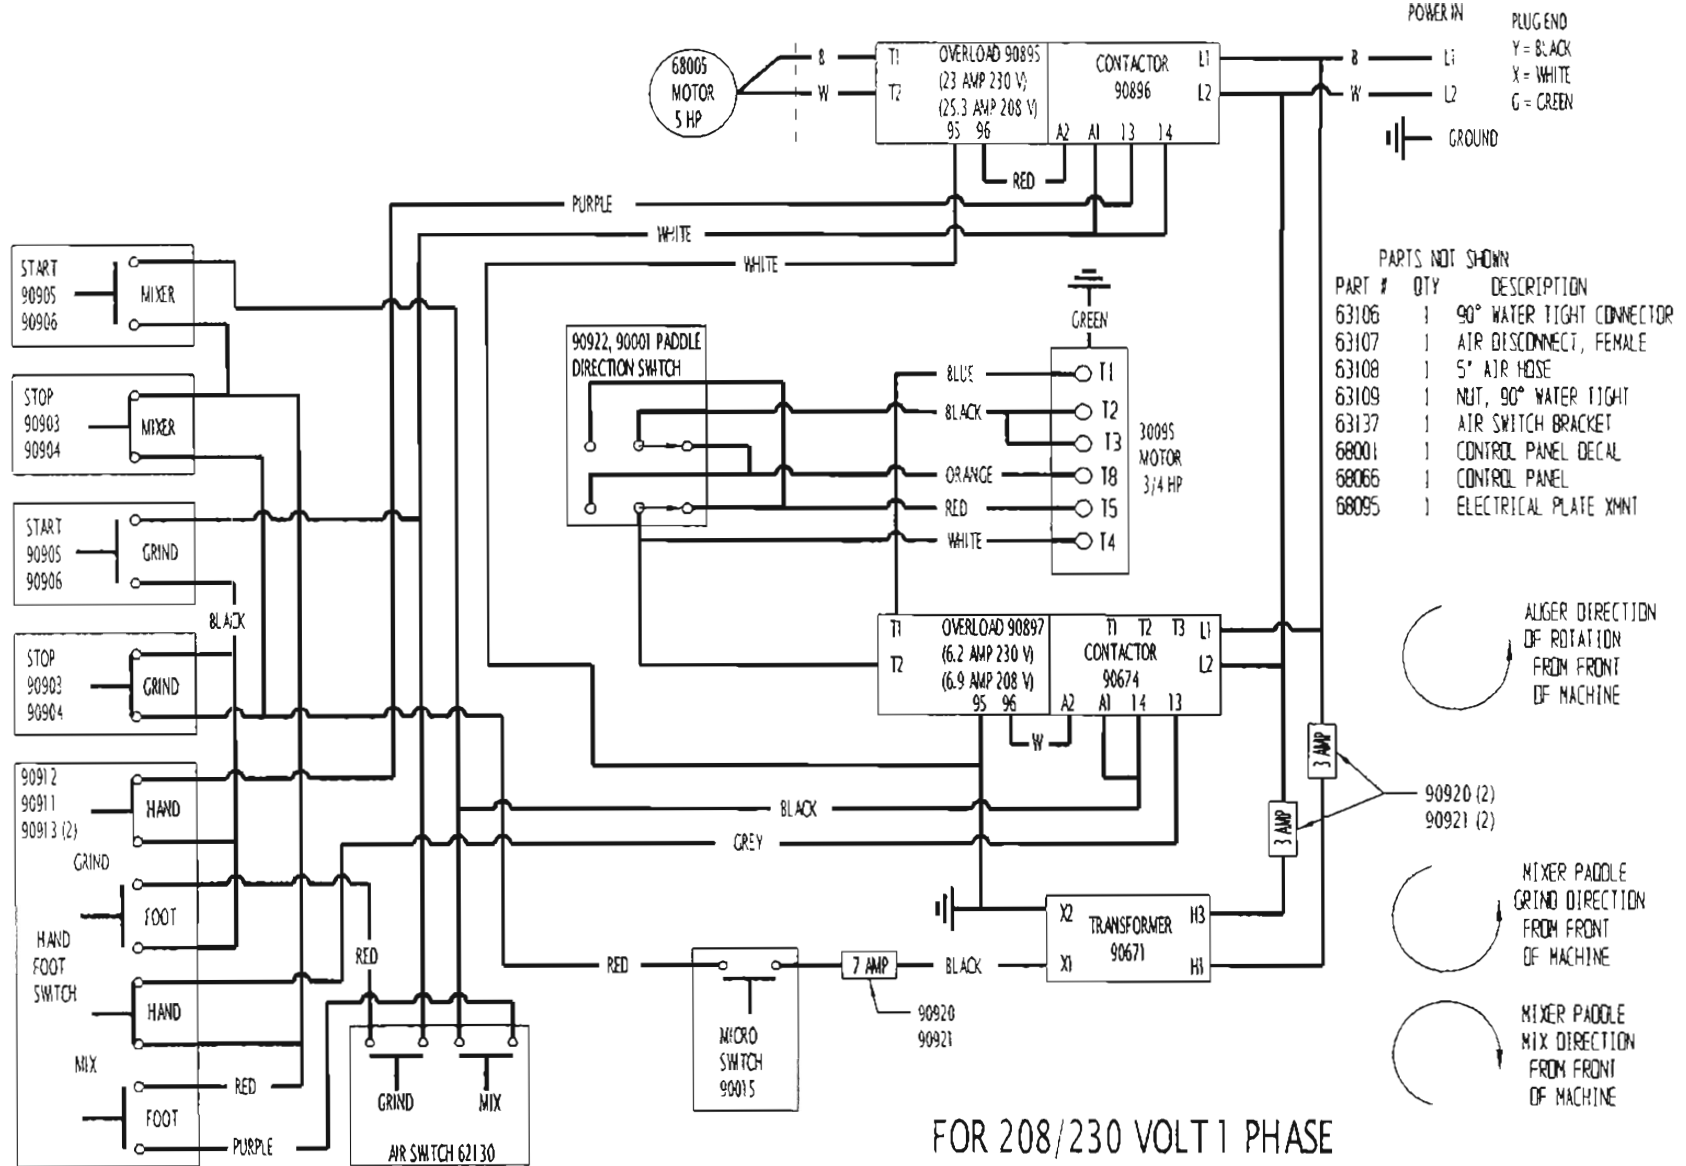 POWER IN
PLUG END
Y = BLACK
X = WHITE
G = GREEN
B
L1
W
L2
GROUND
68005
MOTOR
5 HP
B
W
T1
T2
OVERLOAD 90895
(23 AMP 230 V)
(25.3 AMP 208 V)
95 96
CONTACTOR
90896
L1
L2
A2 A1 13 14
RED
PURPLE
WHITE
WHITE
START
90905
90906
MIXER
STOP
90903
90904
MIXER
START
90905
90906
GRIND
BLACK
STOP
90903
90904
GRIND
90912
90911
90913 (2)
HAND
GRIND
FOOT
HAND
FOOT
SWITCH
HAND
MIX
FOOT
RED
PURPLE
RED
GRIND
MIX
AIR SWITCH 62130
90922, 90001 PADDLE
DIRECTION SWITCH
GREEN
BLUE
T1
BLACK
T2
T3
ORANGE
T8
RED
T5
WHITE
T4
30095
MOTOR
3/4 HP
T1
T2
OVERLOAD 90897
(6.2 AMP 230 V)
(6.9 AMP 208 V)
95 96
T1 T2 T3 L1
CONTACTOR
90674
L2
A2 A1 14 13
W
BLACK
GREY
3 AMP
3 AMP
90920 (2)
90921 (2)
X2
TRANSFORMER
90671
H3
X1
H1
RED
7 AMP
BLACK
90920
90921
MICRO
SWITCH
90015
PARTS NOT SHOWN
PART # QTY DESCRIPTION
63106 1 90° WATER TIGHT CONNECTOR
63107 1 AIR DISCONNECT, FEMALE
63108 1 5' AIR HOSE
63109 1 NUT, 90° WATER TIGHT
63137 1 AIR SWITCH BRACKET
68001 1 CONTROL PANEL DECAL
68066 1 CONTROL PANEL
68095 1 ELECTRICAL PLATE XMNT
AUGER DIRECTION
OF ROTATION
FROM FRONT
OF MACHINE
MIXER PADDLE
GRIND DIRECTION
FROM FRONT
OF MACHINE
MIXER PADDLE
MIX DIRECTION
FROM FRONT
OF MACHINE
FOR 208/230 VOLT 1 PHASE